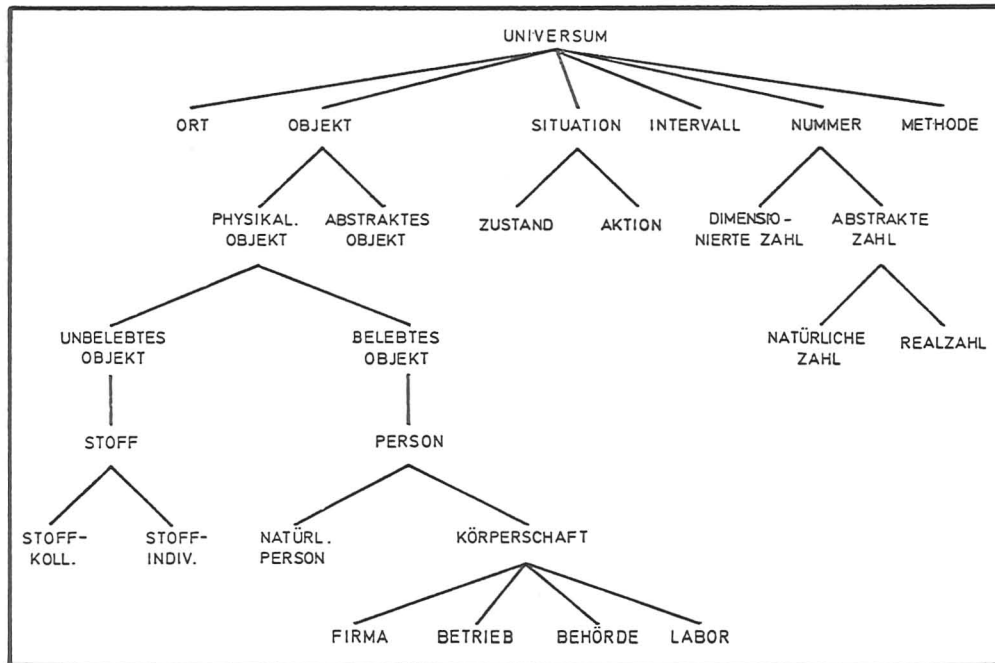 UNIVERSUM
ORT OBJEKT SITUATION INTERVALL NUMMER METHODE
PHYSIKAL. ABSTRAKTES ZUSTAND AKTION DIMENSIO- ABSTRAKTE
OBJEKT OBJEKT NIERTE ZAHL ZAHL
UNBELEBTES BELEBTES NATÜRLICHE REALZAHL
OBJEKT OBJEKT ZAHL
STOFF PERSON
STOFF- STOFF- NATÜRL. KÖRPERSCHAFT
KOLL. INDIV. PERSON
FIRMA BETRIEB BEHÖRDE LABOR